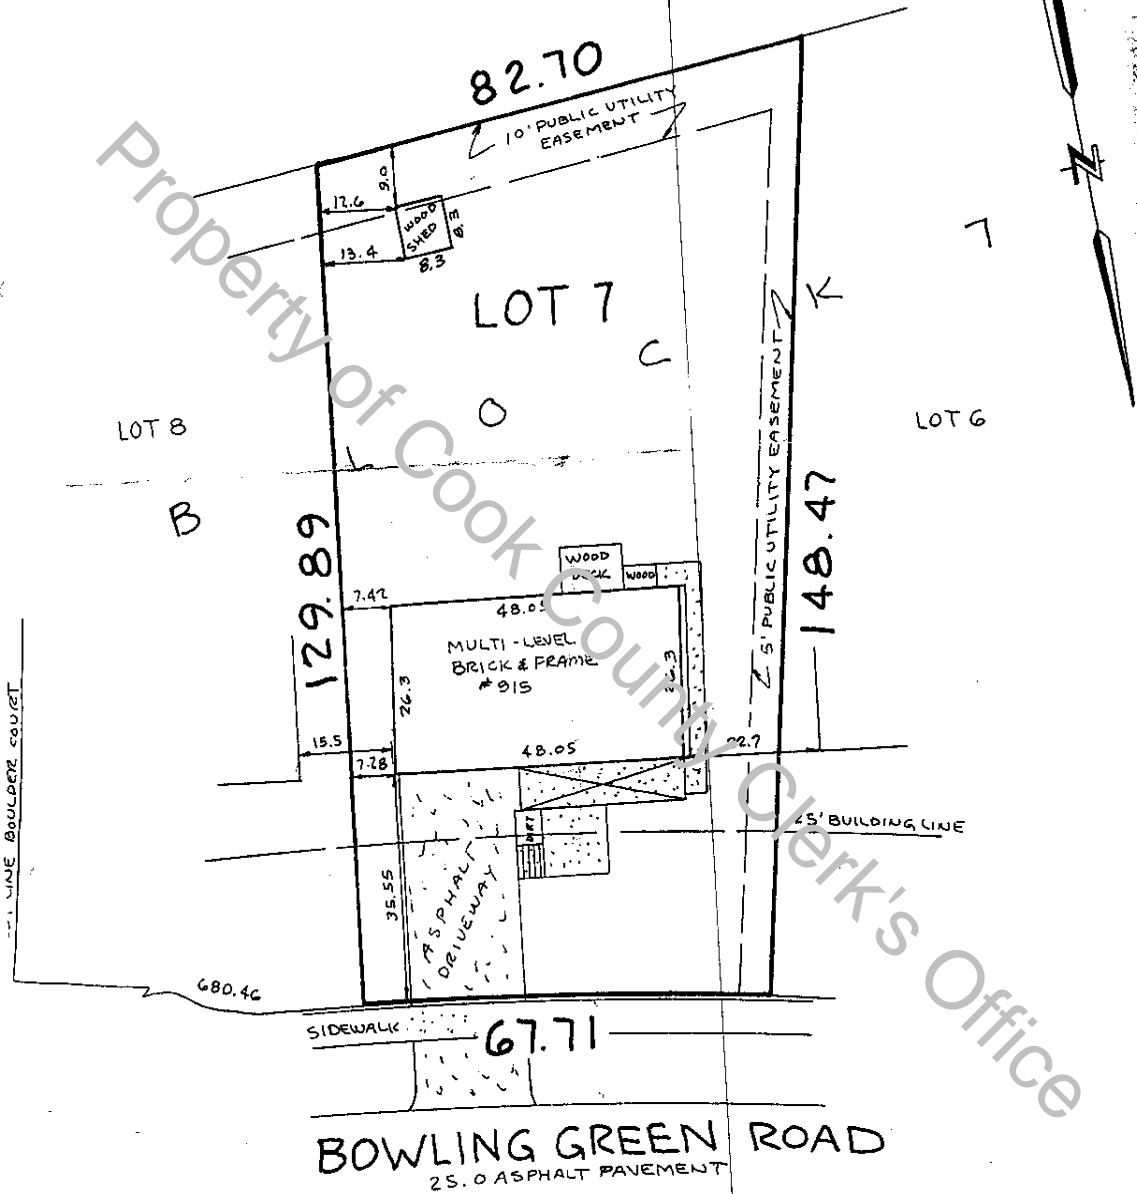 82.70
10' PUBLIC UTILITY
EASEMENT
N
9.0
12.6
WOOD
SHED
8.3
13.4
8.3
7
LOT 7
K
C
O
L
B
LOT 8
LOT 6
5' PUBLIC UTILITY EASEMENT
129.89
148.47
WOOD
DECK
WOOD
7.42
48.05
MULTI-LEVEL
BRICK & FRAME
#915
26.3
26.3
15.5
48.05
22.7
7.28
LINE BOULDER COURT
DIRT
25' BUILDING LINE
35.55
ASPHALT
DRIVEWAY
680.46
SIDEWALK
67.71
BOWLING GREEN ROAD
25.0 ASPHALT PAVEMENT
Property of Cook County Clerk's Office